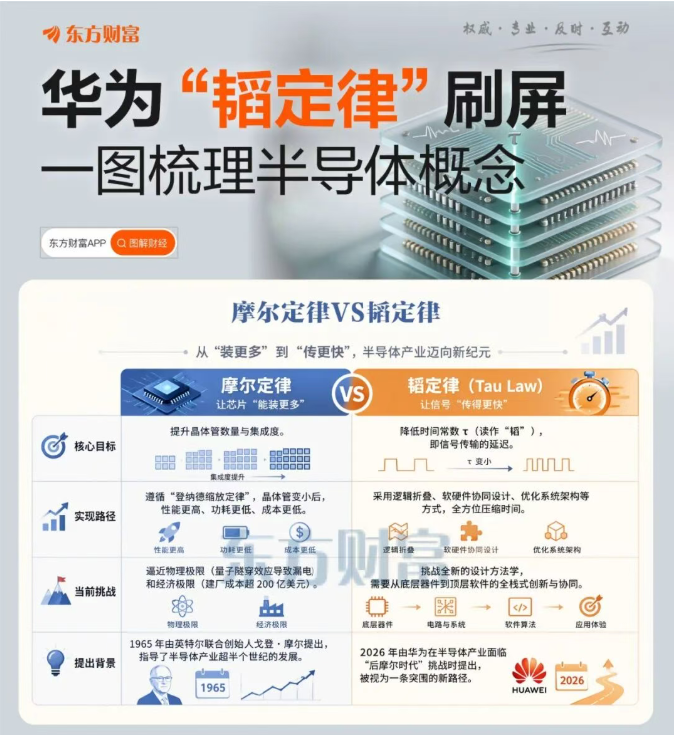 东方财富
权威·专业·及时·互动
华为“韬定律”刷屏
一图梳理半导体概念
东方财富APP 图解财经
摩尔定律VS韬定律
从“装更多”到“传更快”，半导体产业迈向新纪元
摩尔定律
让芯片“能装更多”
VS
韬定律（Tau Law）
让信号“传得更快”
核心目标
提升晶体管数量与集成度。
集成度提升
降低时间常数 τ（读作“韬”），
即信号传输的延迟。
τ 变小
实现路径
遵循“登纳德缩放定律”，晶体管变小后，
性能更高、功耗更低、成本更低。
性能更高 功耗更低 成本更低
采用逻辑折叠、软硬件协同设计、优化系统架构等
方式，全方位压缩时间。
逻辑折叠 软硬件协同设计 优化系统架构
东方财富
当前挑战
逼近物理极限（量子隧穿效应导致漏电）
和经济极限（建厂成本超 200 亿美元）。
物理极限 经济极限
挑战全新的设计方法学，
需要从底层器件到顶层软件的全栈式创新与协同。
底层器件 电路与系统 软件算法 应用体验
提出背景
1965 年由英特尔联合创始人戈登·摩尔提出，
指导了半导体产业超半个世纪的发展。
1965
2026 年由华为在半导体产业面临
“后摩尔时代”挑战时提出，
被视为一条突围的新路径。
HUAWEI
2026